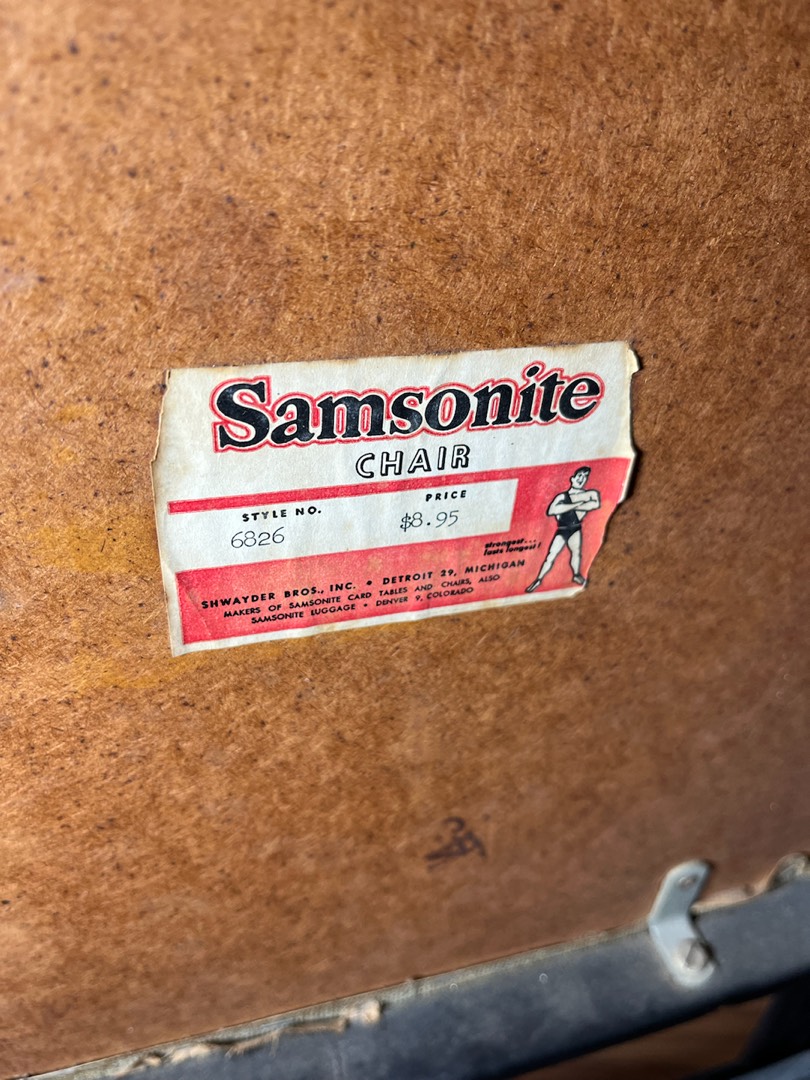 Samsonite
CHAIR
STYLE NO. PRICE
6826 $8.95
strongest...
lasts longest!
SHWAYDER BROS., INC. • DETROIT 29, MICHIGAN
MAKERS OF SAMSONITE CARD TABLES AND CHAIRS, ALSO
SAMSONITE LUGGAGE • DENVER 9, COLORADO